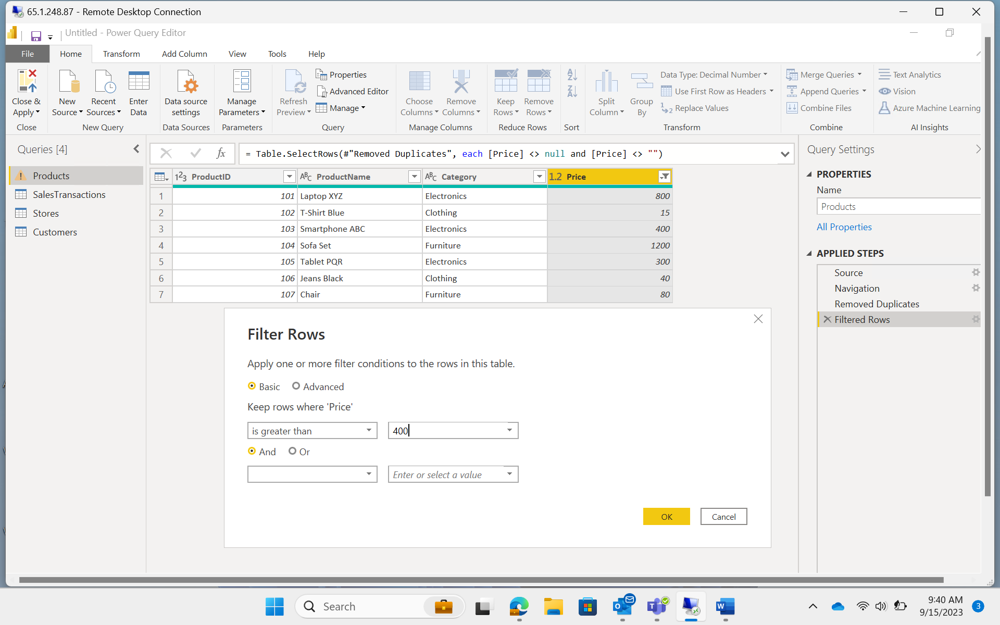 65.1.248.87 - Remote Desktop Connection
Untitled - Power Query Editor
File Home Transform Add Column View Tools Help
Close & Apply
New Source
Recent Sources
Enter Data
Data source settings
Manage Parameters
Refresh Preview
Properties
Advanced Editor
Manage
Choose Columns
Remove Columns
Keep Rows
Remove Rows
Split Column
Group By
Data Type: Decimal Number
Use First Row as Headers
Replace Values
Merge Queries
Append Queries
Combine Files
Text Analytics
Vision
Azure Machine Learning
Close New Query Data Sources Parameters Query Manage Columns Reduce Rows Sort Transform Combine AI Insights
Queries [4]
Products
SalesTransactions
Stores
Customers
fx = Table.SelectRows(#"Removed Duplicates", each [Price] <> null and [Price] <> "")
123 ProductID ABC ProductName ABC Category 1.2 Price
1 101 Laptop XYZ Electronics 800
2 102 T-Shirt Blue Clothing 15
3 103 Smartphone ABC Electronics 400
4 104 Sofa Set Furniture 1200
5 105 Tablet PQR Electronics 300
6 106 Jeans Black Clothing 40
7 107 Chair Furniture 80
Filter Rows
Apply one or more filter conditions to the rows in this table.
Basic Advanced
Keep rows where 'Price'
is greater than 400
And Or
Enter or select a value
OK Cancel
Query Settings
PROPERTIES
Name
Products
All Properties
APPLIED STEPS
Source
Navigation
Removed Duplicates
Filtered Rows
Search
9:40 AM
9/15/2023
3